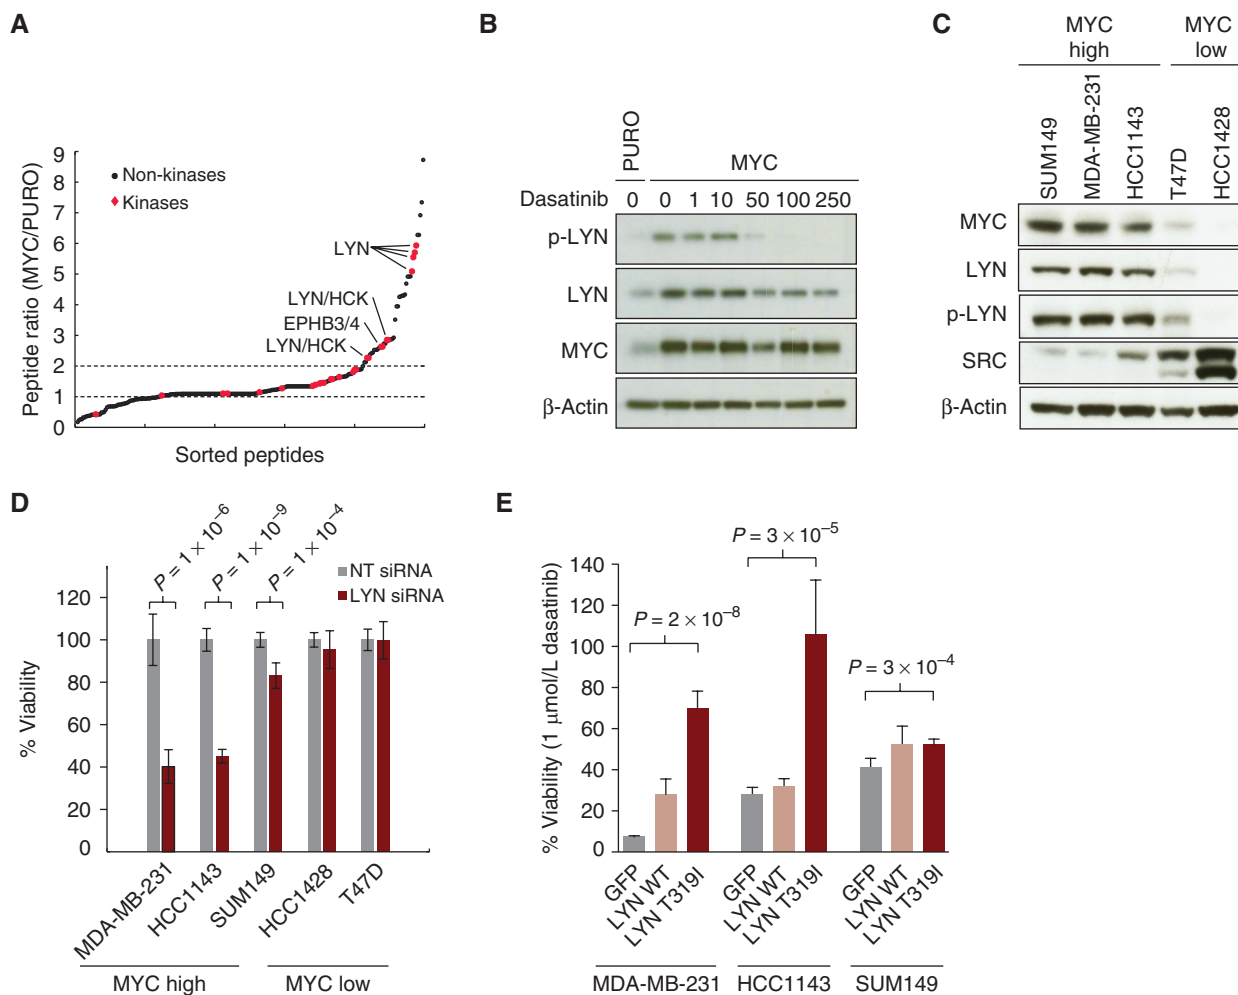 A
Peptide ratio (MYC/PURO)
9
8
7
6
5
4
3
2
1
0
Non-kinases
Kinases
LYN
LYN/HCK
EPHB3/4
LYN/HCK
Sorted peptides
B
PURO
MYC
Dasatinib 0 0 1 10 50 100 250
p-LYN
LYN
MYC
β-Actin
C
MYC high
MYC low
SUM149
MDA-MB-231
HCC1143
T47D
HCC1428
MYC
LYN
p-LYN
SRC
β-Actin
D
P = 1 × 10⁻⁶
P = 1 × 10⁻⁹
P = 1 × 10⁻⁴
NT siRNA
LYN siRNA
% Viability
120
100
80
60
40
20
0
MDA-MB-231
HCC1143
SUM149
HCC1428
T47D
MYC high
MYC low
E
% Viability (1 μmol/L dasatinib)
140
120
100
80
60
40
20
0
P = 2 × 10⁻⁸
P = 3 × 10⁻⁵
P = 3 × 10⁻⁴
GFP
LYN WT
LYN T319I
GFP
LYN WT
LYN T319I
GFP
LYN WT
LYN T319I
MDA-MB-231
HCC1143
SUM149